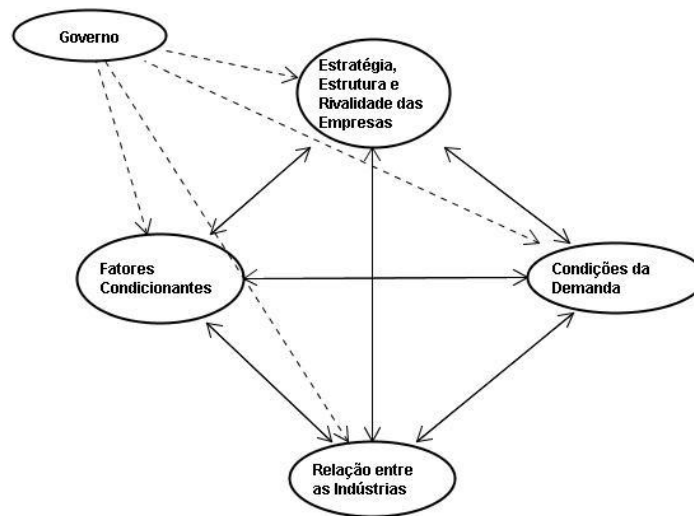 Governo
Estratégia,
Estrutura e
Rivalidade das
Empresas
Fatores
Condicionantes
Condições da
Demanda
Relação entre
as Indústrias